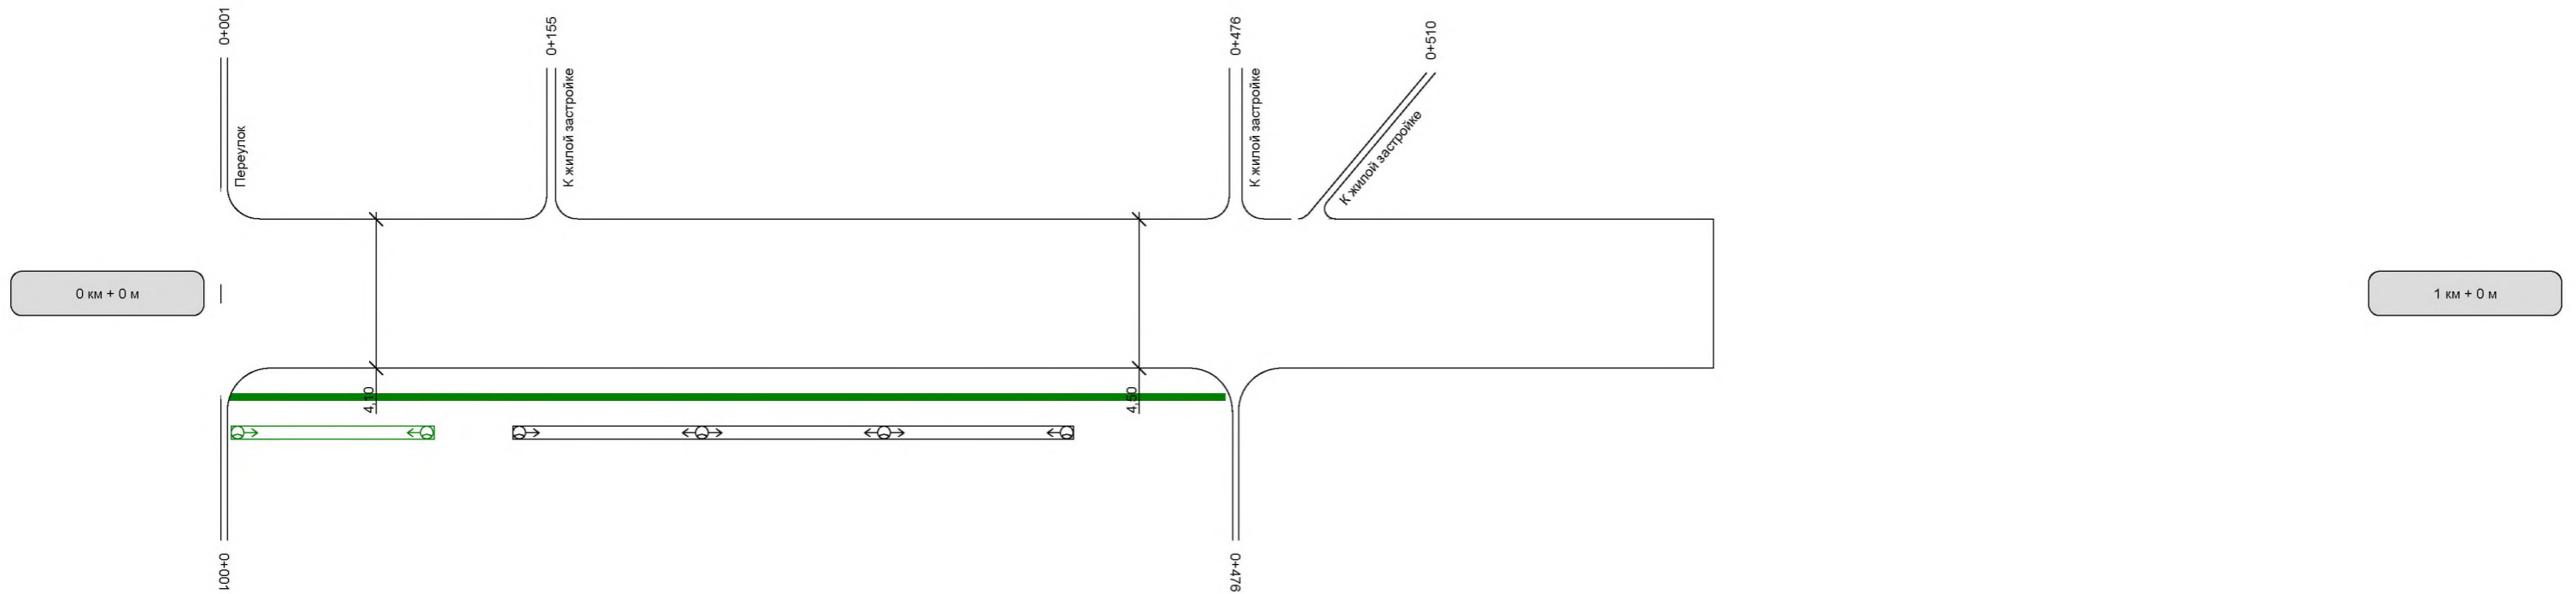 0+001
0+155
0+476
0+510
Переулок
К жилой застройке
К жилой застройке
К жилой застройке
0 км + 0 м
1 км + 0 м
4,10
4,50
0+001
0+476